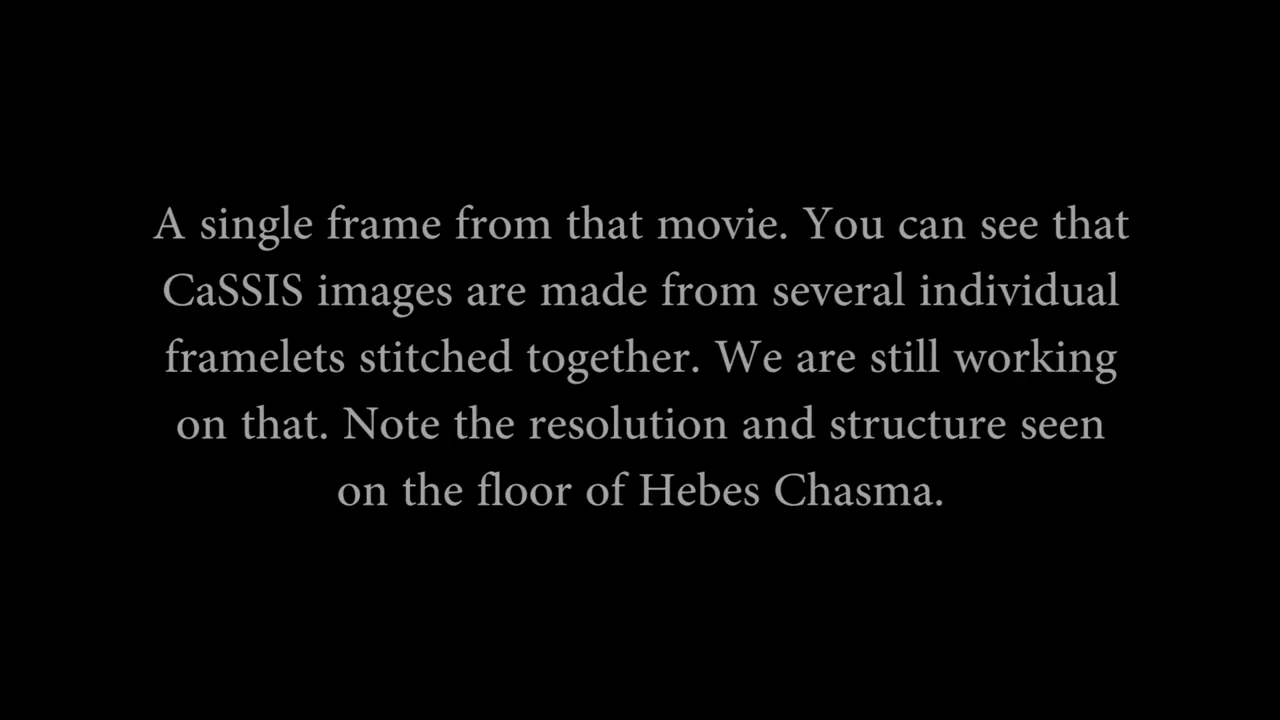 A single frame from that movie. You can see that
CaSSIS images are made from several individual
framelets stitched together. We are still working
on that. Note the resolution and structure seen
on the floor of Hebes Chasma.